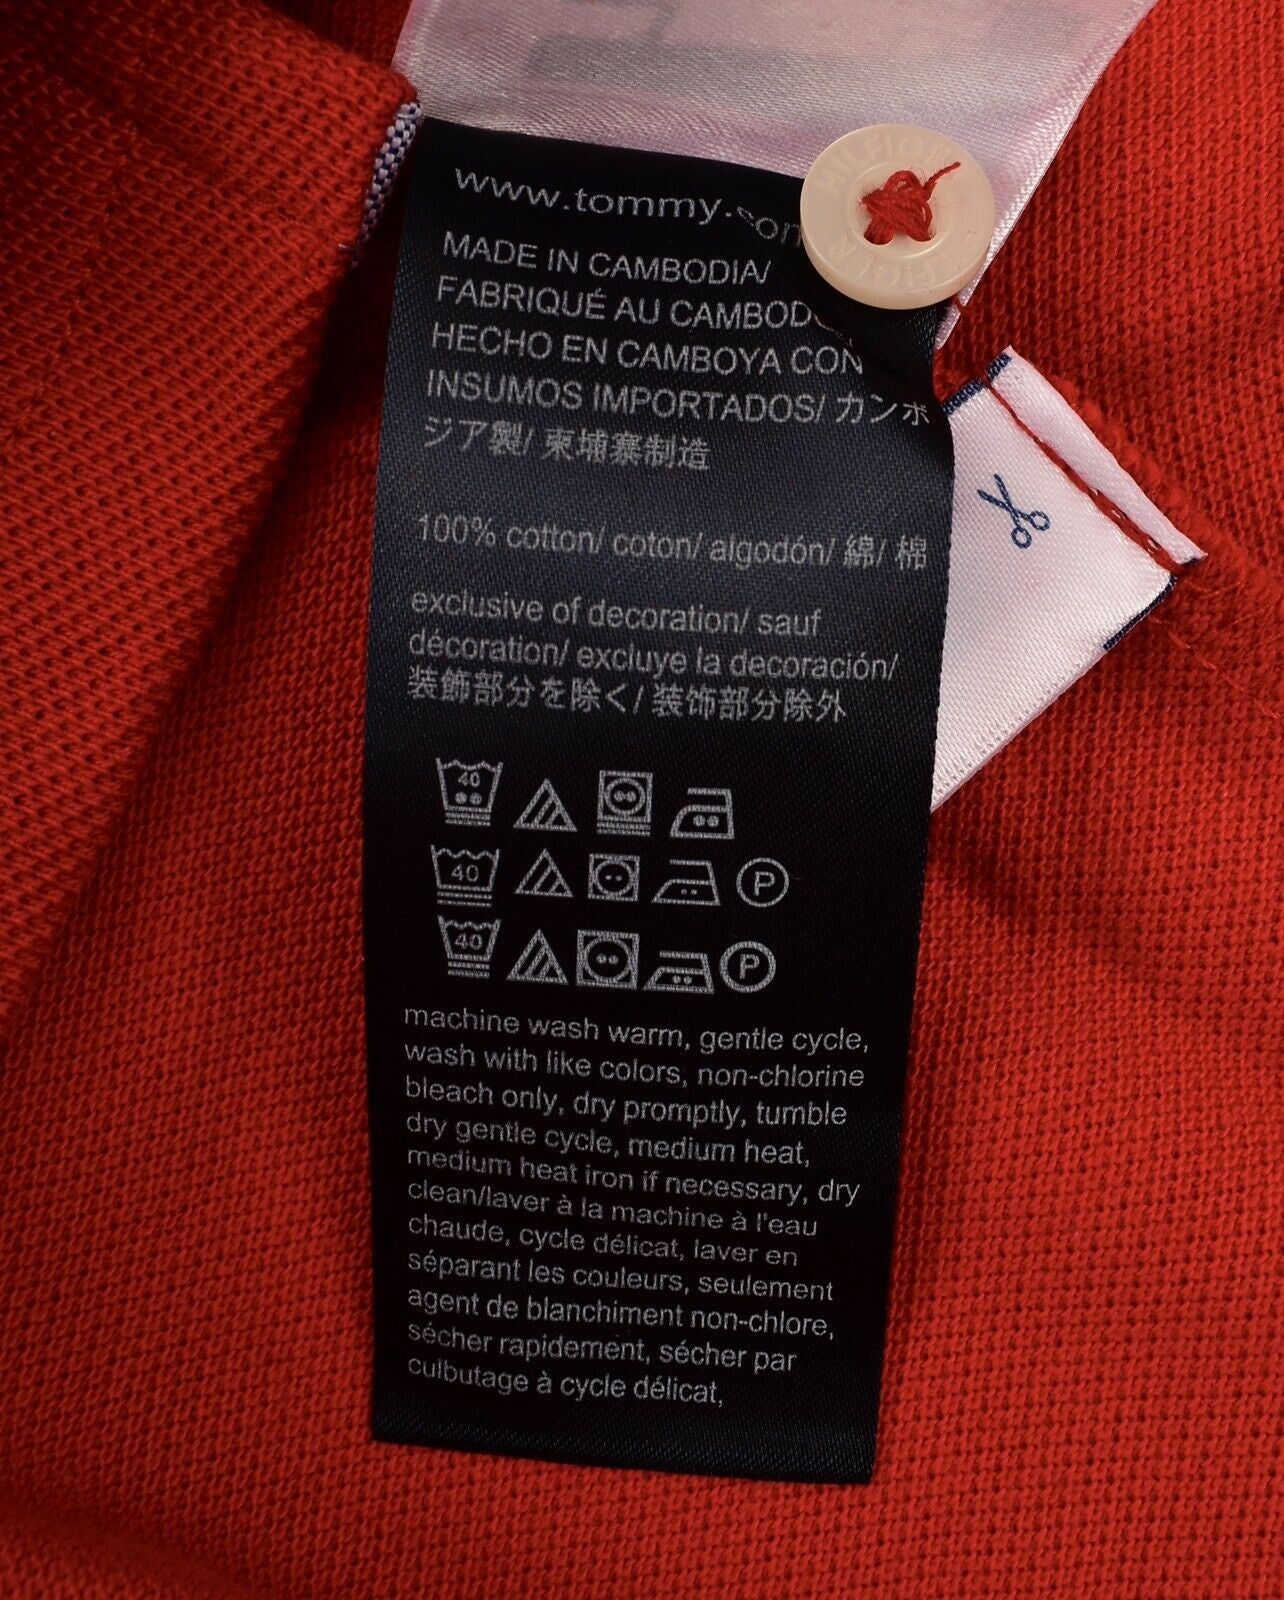 www.tommy.com
MADE IN CAMBODIA/
FABRIQUÉ AU
HECHO EN CAMBOYA CON
INSUMOS IMPORTADOS/ カンボ
ジア製/ 柬埔寨制造
100% cotton/ coton/ algodón/ 綿/ 棉
exclusive of decoration/ sauf
décoration/ excluye la decoración/
装飾部分を除く/ 装饰部分除外
40
40 P
40 P
machine wash warm, gentle cycle,
wash with like colors, non-chlorine
bleach only, dry promptly, tumble
dry gentle cycle, medium heat,
medium heat iron if necessary, dry
clean/laver à la machine à l'eau
chaude, cycle délicat, laver en
séparant les couleurs, seulement
agent de blanchiment non-chlore,
sécher rapidement, sécher par
culbutage à cycle délicat,
HILFIGER